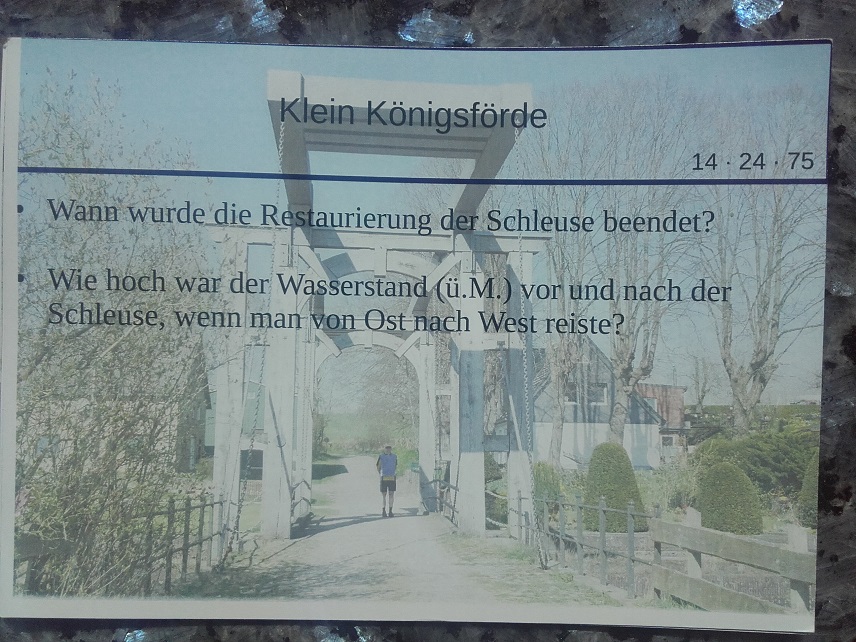 Klein Königsförde
14 · 24 · 75
• Wann wurde die Restaurierung der Schleuse beendet?
• Wie hoch war der Wasserstand (ü.M.) vor und nach der
Schleuse, wenn man von Ost nach West reiste?